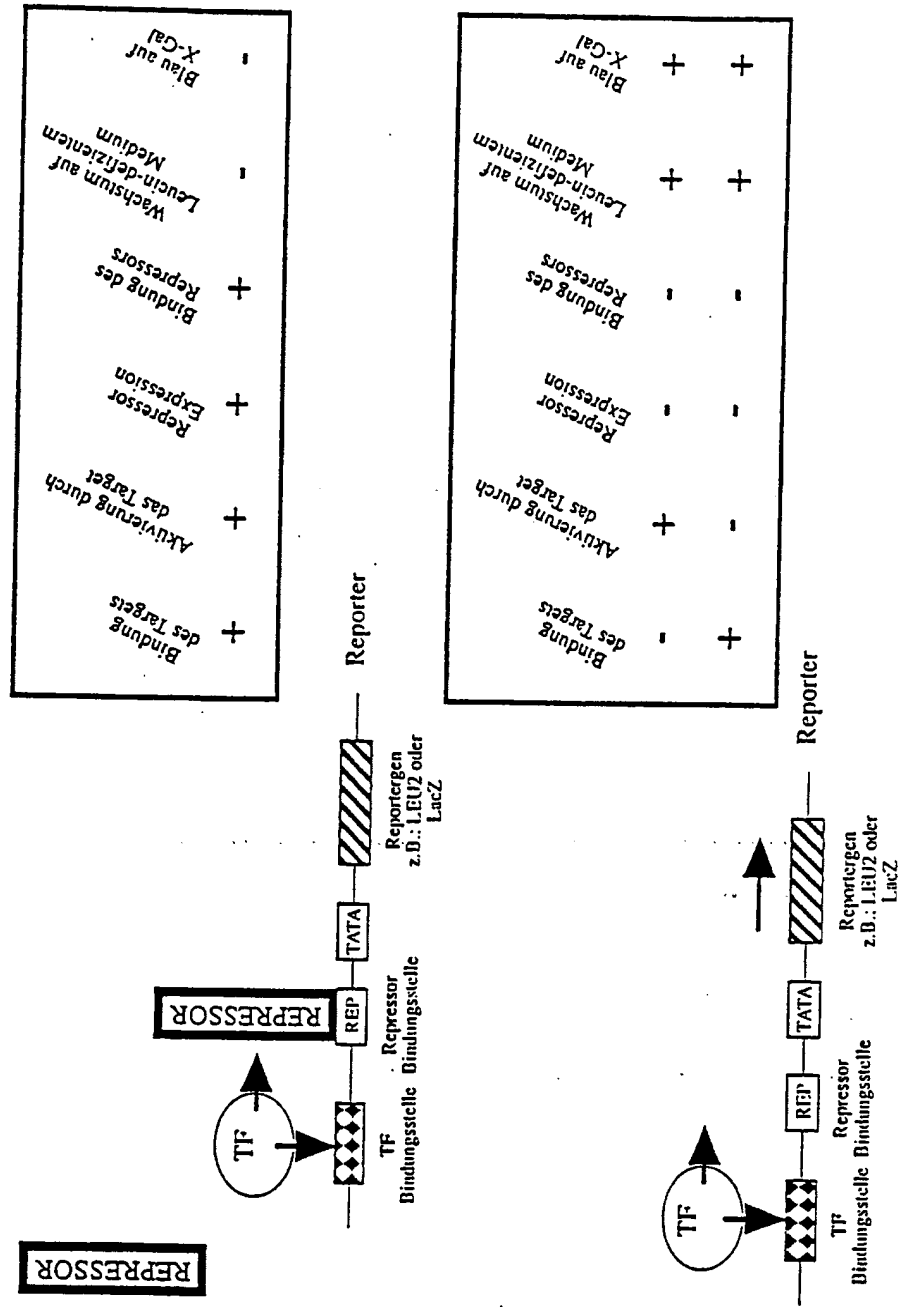 REPRESSOR
TF
REPRESSOR
REP
TATA
TF
Bindungsstelle
Repressor
Bindungsstelle
Reportergen
z.B.: LEU2 oder
LacZ
Reporter
Bindung
des Targets
Aktivierung durch
das Target
Repressor
Expression
Bindung des
Repressors
Wachstum auf
Leucin-defizientem
Medium
Blau auf
X-Gal
+ + + + - -
TF
REP
TATA
TF
Bindungsstelle
Repressor
Bindungsstelle
Reportergen
z.B.: LEU2 oder
LacZ
Reporter
Bindung
des Targets
Aktivierung durch
das Target
Repressor
Expression
Bindung des
Repressors
Wachstum auf
Leucin-defizientem
Medium
Blau auf
X-Gal
- + - - + +
+ - - - + +